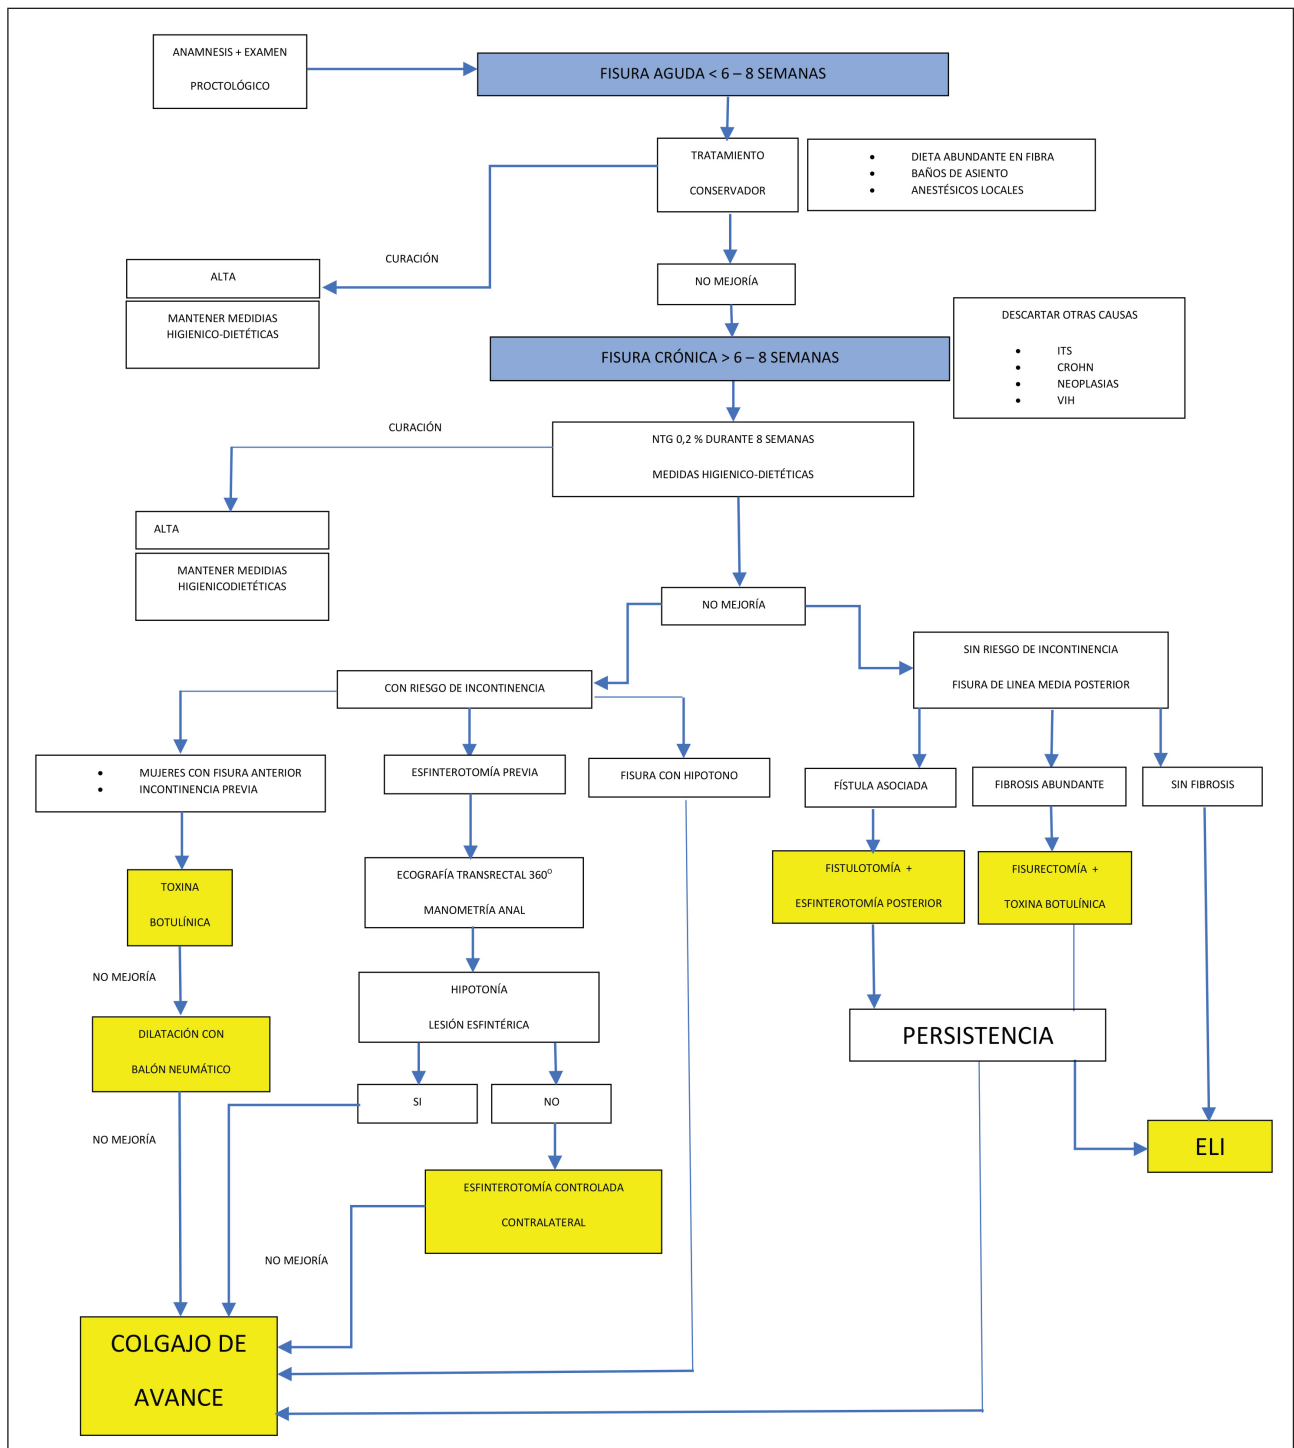 ANAMNESIS + EXAMEN
PROCTOLÓGICO
FISURA AGUDA < 6 – 8 SEMANAS
TRATAMIENTO
CONSERVADOR
• DIETA ABUNDANTE EN FIBRA
• BAÑOS DE ASIENTO
• ANESTÉSICOS LOCALES
CURACIÓN
ALTA
MANTENER MEDIDIAS
HIGIENICO-DIETÉTICAS
NO MEJORÍA
FISURA CRÓNICA > 6 – 8 SEMANAS
DESCARTAR OTRAS CAUSAS
• ITS
• CROHN
• NEOPLASIAS
• VIH
NTG 0,2 % DURANTE 8 SEMANAS
MEDIDAS HIGIENICO-DIETÉTICAS
CURACIÓN
ALTA
MANTENER MEDIDIAS
HIGIENICODIETÉTICAS
NO MEJORÍA
CON RIESGO DE INCONTINENCIA
SIN RIESGO DE INCONTINENCIA
FISURA DE LINEA MEDIA POSTERIOR
• MUJERES CON FISURA ANTERIOR
• INCONTINENCIA PREVIA
ESFINTEROTOMÍA PREVIA
FISURA CON HIPOTONO
FÍSTULA ASOCIADA
FIBROSIS ABUNDANTE
SIN FIBROSIS
TOXINA
BOTULÍNICA
ECOGRAFÍA TRANSRECTAL 360º
MANOMETRÍA ANAL
FISTULOTOMÍA +
ESFINTEROTOMÍA POSTERIOR
FISURECTOMÍA +
TOXINA BOTULÍNICA
NO MEJORÍA
HIPOTONÍA
LESIÓN ESFINTÉRICA
DILATACIÓN CON
BALÓN NEUMÁTICO
PERSISTENCIA
SI
NO
NO MEJORÍA
ELI
ESFINTEROTOMÍA CONTROLADA
CONTRALATERAL
NO MEJORÍA
COLGAJO DE
AVANCE